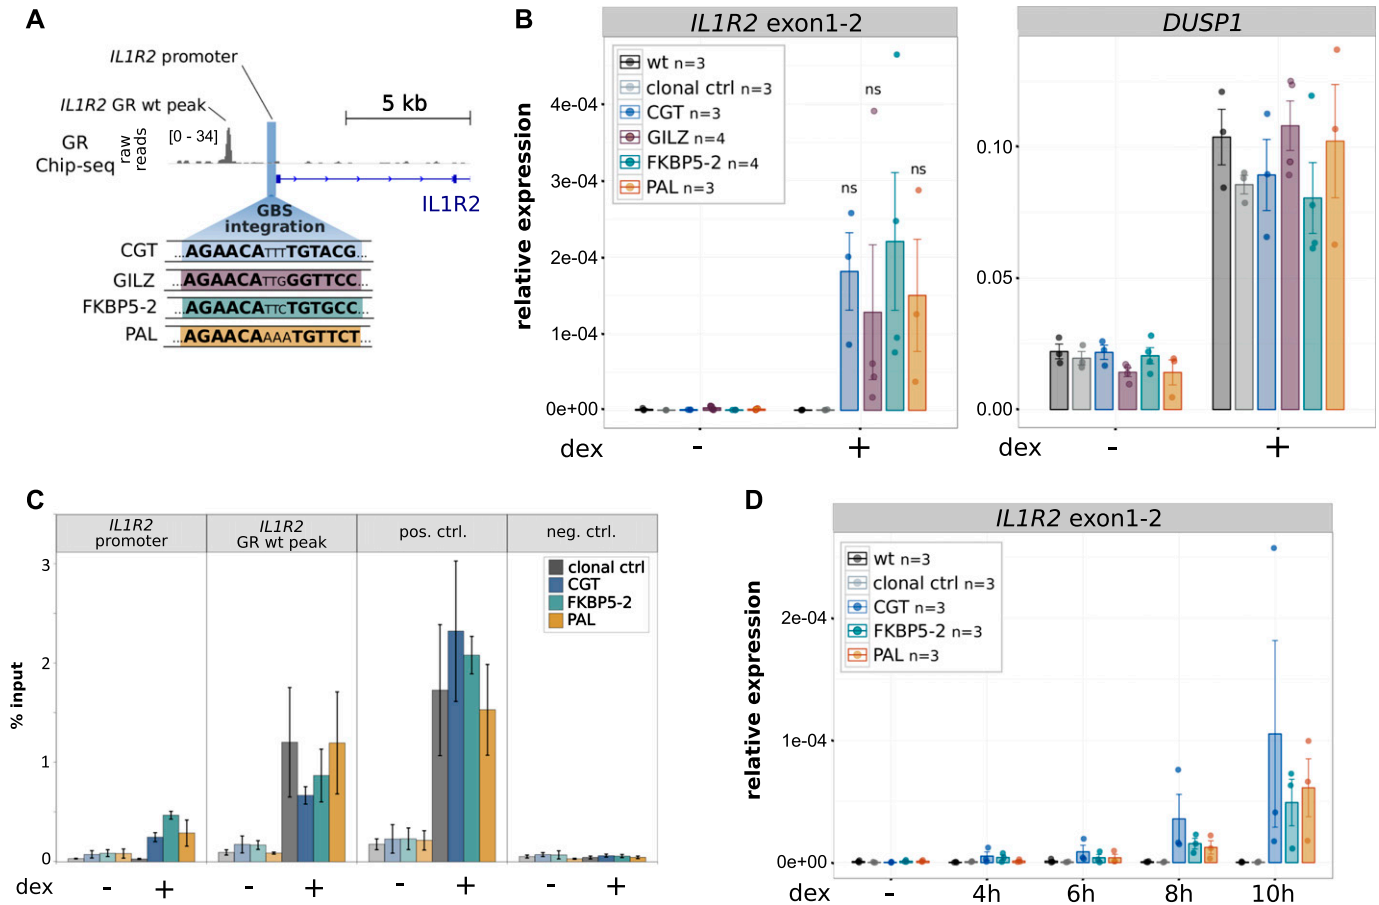 A
IL1R2 promoter
IL1R2 GR wt peak
5 kb
GR
Chip-seq
raw
reads
[0 - 34]
IL1R2
GBS
integration
CGT ...AGAACATTTTGTACG...
GILZ ...AGAACATTGGGTTCC...
FKBP5-2 ...AGAACATTCTGTGCC...
PAL ...AGAACAAAATGTTCT...
B
IL1R2 exon1-2
relative expression
4e-04
3e-04
2e-04
1e-04
0e+00
wt n=3
clonal ctrl n=3
CGT n=3
GILZ n=4
FKBP5-2 n=4
PAL n=3
ns
ns
ns
dex - +
DUSP1
0.10
0.05
0.00
dex - +
C
IL1R2
promoter
IL1R2
GR wt peak
pos. ctrl.
neg. ctrl.
% input
3
2
1
0
clonal ctrl
CGT
FKBP5-2
PAL
dex - + - + - + - +
D
IL1R2 exon1-2
relative expression
2e-04
1e-04
0e+00
wt n=3
clonal ctrl n=3
CGT n=3
FKBP5-2 n=3
PAL n=3
dex - 4h 6h 8h 10h